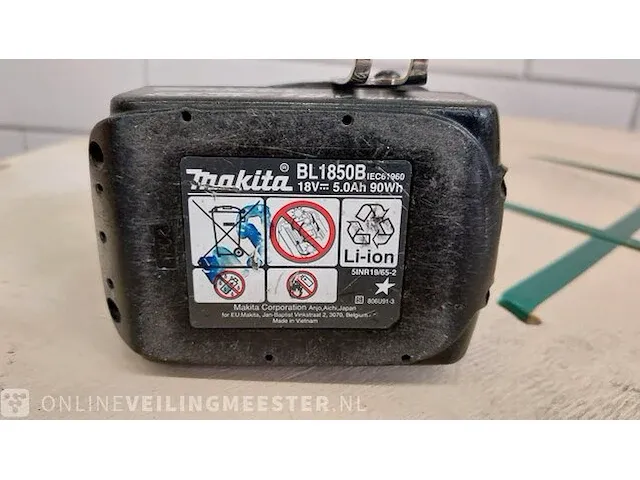 makita® BL1850B IEC61960
18V⎓ 5.0Ah 90Wh
Li-ion
5INR19/65-2
806U91-3
Makita Corporation Anjo, Aichi, Japan
for EU.Makita, Jan-Baptist Vinkstraat 2, 3070, Belgium
Made in Vietnam
ONLINEVEILINGMEESTER.NL